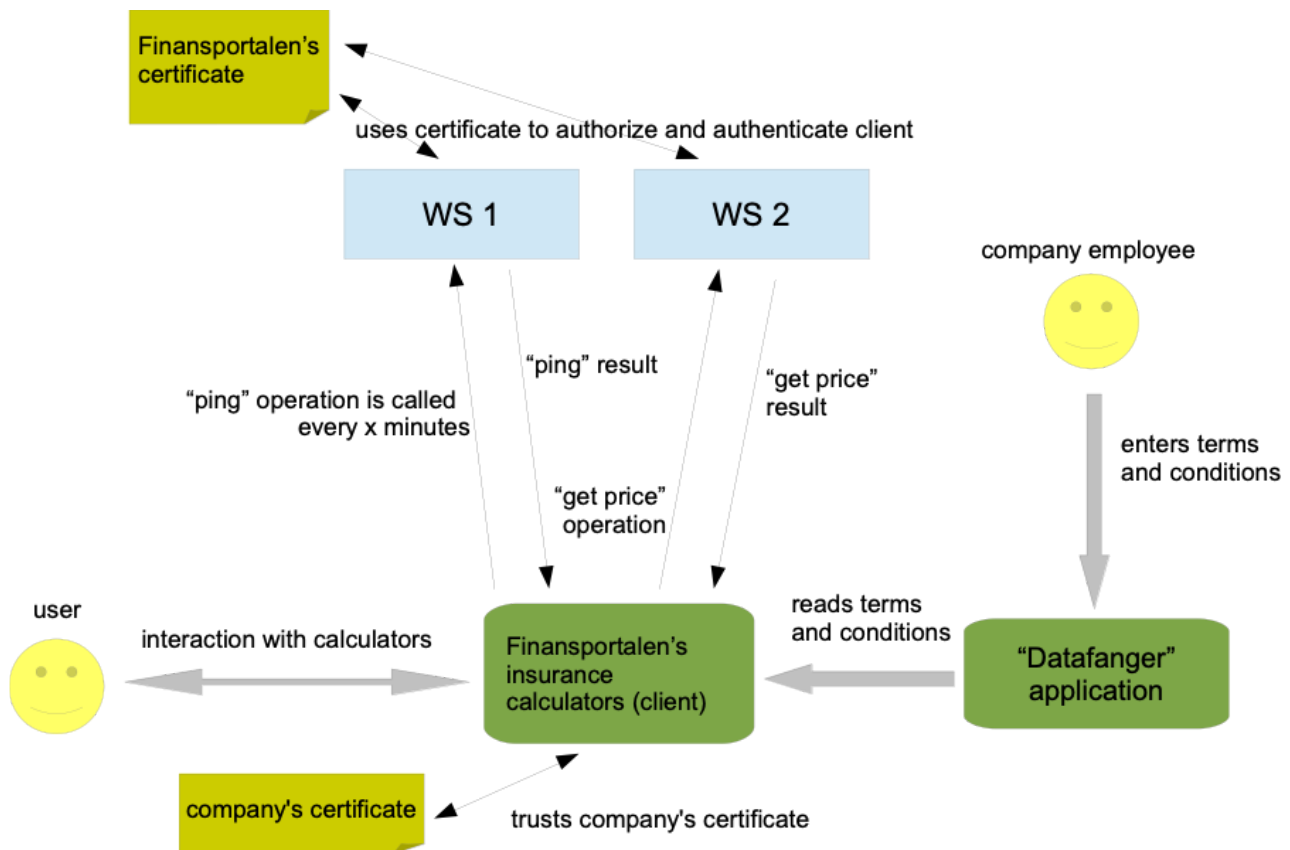 Finansportalen’s
certificate
uses certificate to authorize and authenticate client
WS 1
WS 2
company employee
“ping” result
“get price”
result
“ping” operation is called
every x minutes
enters terms
and conditions
“get price”
operation
user
interaction with calculators
Finansportalen’s
insurance
calculators (client)
reads terms
and conditions
“Datafanger”
application
company's certificate
trusts company's certificate